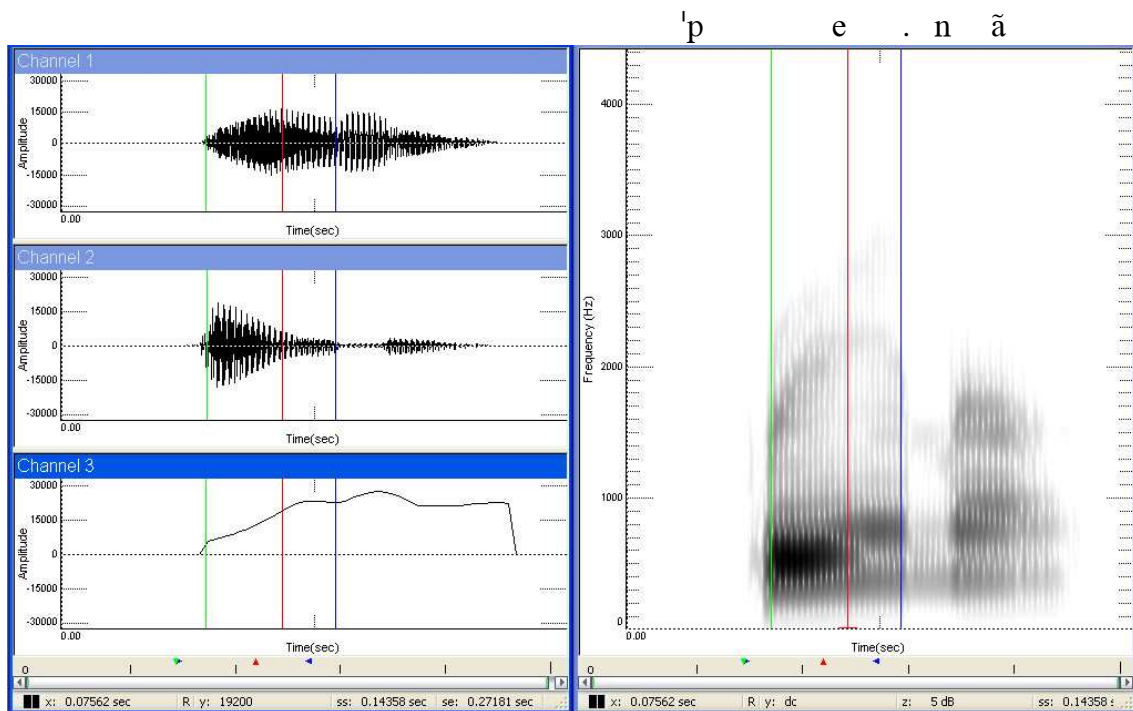 ˈp e . n ã
Channel 1
30000
15000
0
-15000
-30000
Amplitude
0.00
Time(sec)
Channel 2
30000
15000
0
-15000
-30000
Amplitude
0.00
Time(sec)
Channel 3
30000
15000
0
-15000
-30000
Amplitude
0.00
Time(sec)
0
x: 0.07562 sec R y: 19200 ss: 0.14358 sec se: 0.27181 sec
4000
3000
2000
1000
0
Frequency (Hz)
0.00
Time(sec)
0
x: 0.07562 sec R y: dc z: 5 dB ss: 0.14358